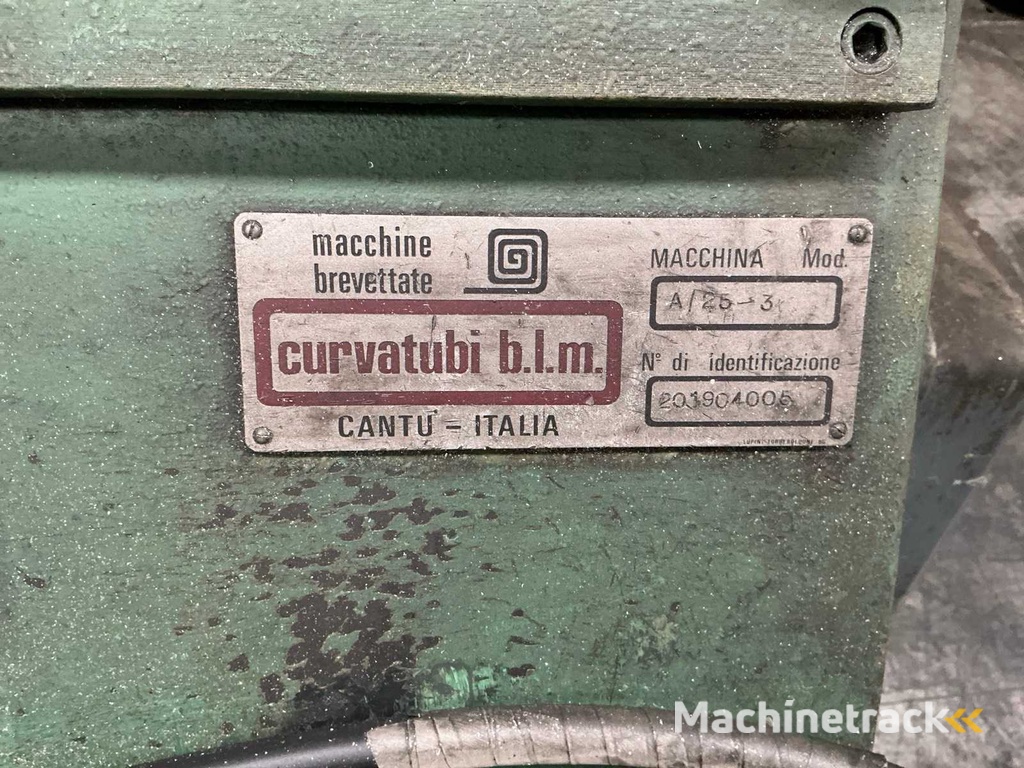 macchine
brevettate
curvatubi b.l.m.
CANTU - ITALIA
MACCHINA Mod.
A/25-3
N° di identificazione
201904005
Machinetrack